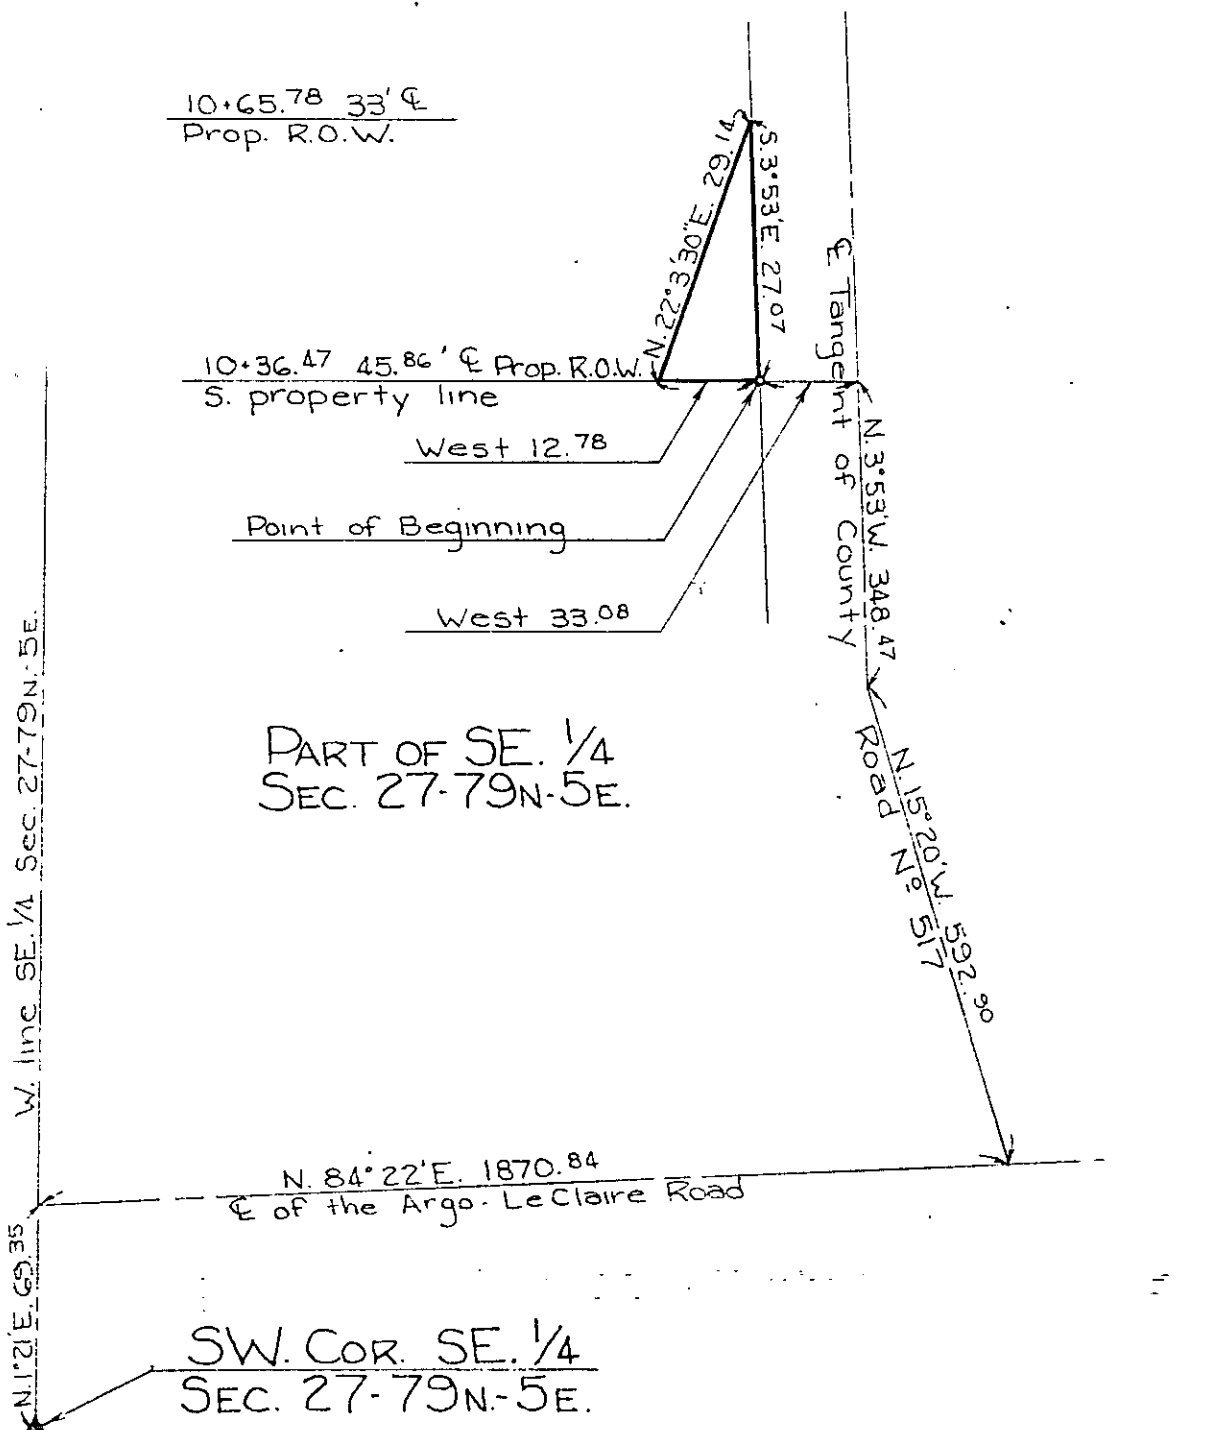 10+65.78 33' ℄
Prop. R.O.W.
N. 22°3'30"E. 29.14
S. 3°53'E. 27.07
10+36.47 45.86' ℄ Prop. R.O.W.
S. property line
West 12.78
Point of Beginning
West 33.08
℄ Tangent of County Road Nº 517
N. 3°53'W. 348.47
N. 15°20'W. 592.90
PART OF SE. 1/4
SEC. 27-79N-5E.
W. line SE. 1/4 Sec. 27-79N.-5E.
N. 84°22'E. 1870.84
℄ of the Argo-LeClaire Road
N. 1°21'E. 69.35
SW. COR. SE. 1/4
SEC. 27-79N.-5E.